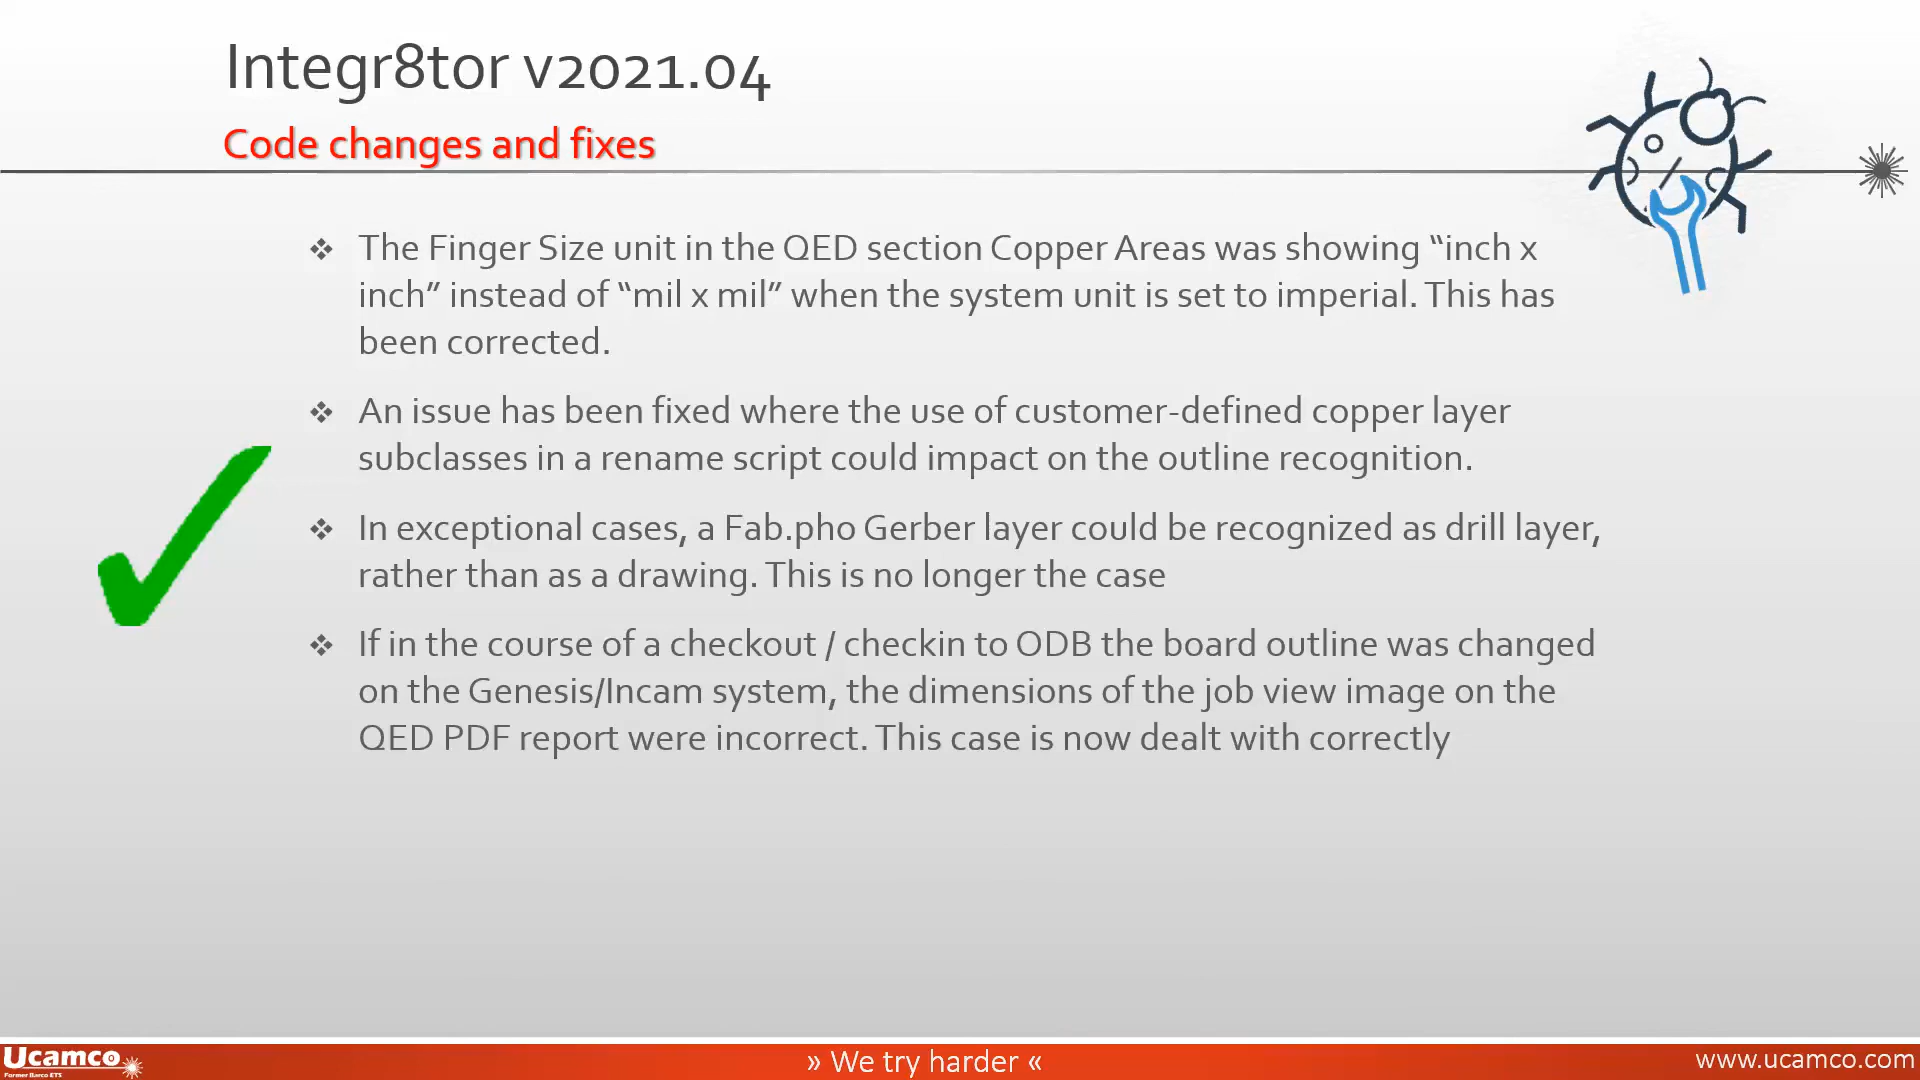 Integr8tor v2021.04
Code changes and fixes
❖ The Finger Size unit in the QED section Copper Areas was showing “inch x
inch” instead of “mil x mil” when the system unit is set to imperial. This has
been corrected.
❖ An issue has been fixed where the use of customer-defined copper layer
subclasses in a rename script could impact on the outline recognition.
❖ In exceptional cases, a Fab.pho Gerber layer could be recognized as drill layer,
rather than as a drawing. This is no longer the case
❖ If in the course of a checkout / checkin to ODB the board outline was changed
on the Genesis/Incam system, the dimensions of the job view image on the
QED PDF report were incorrect. This case is now dealt with correctly
Ucamco
Former Barco ETS
» We try harder «
www.ucamco.com